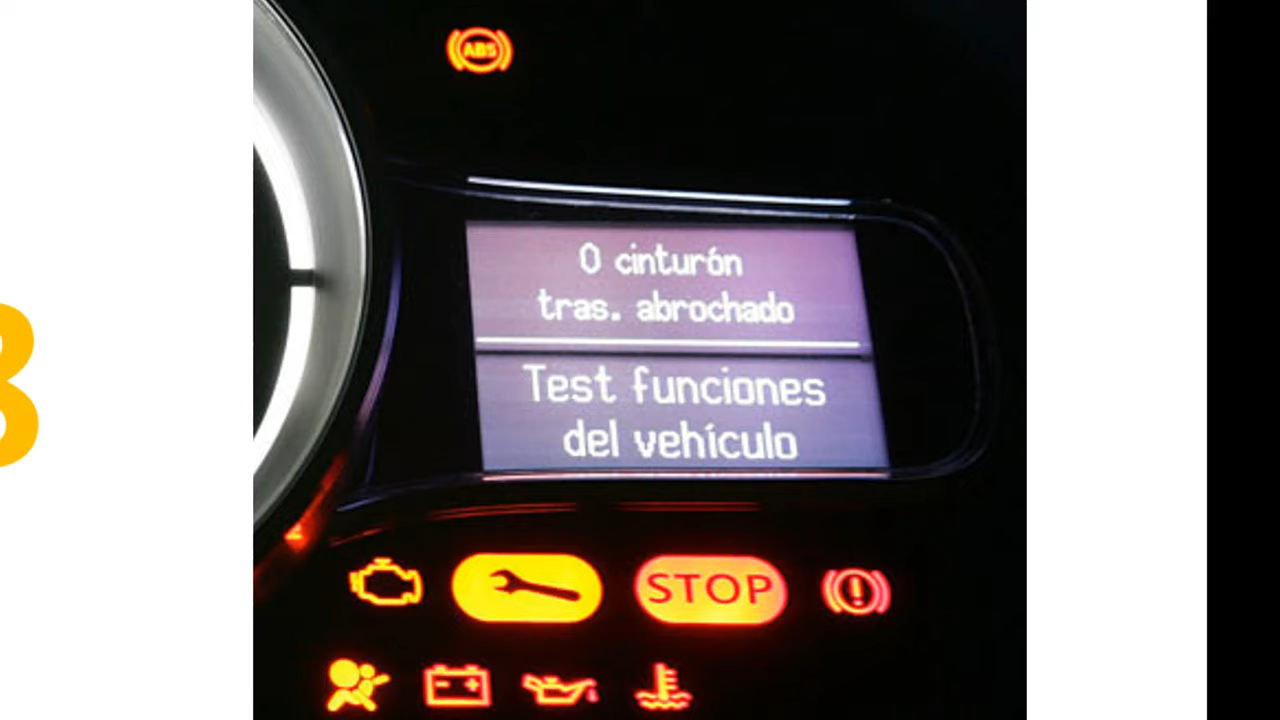 ABS
0 cinturón
tras. abrochado
Test funciones
del vehículo
STOP